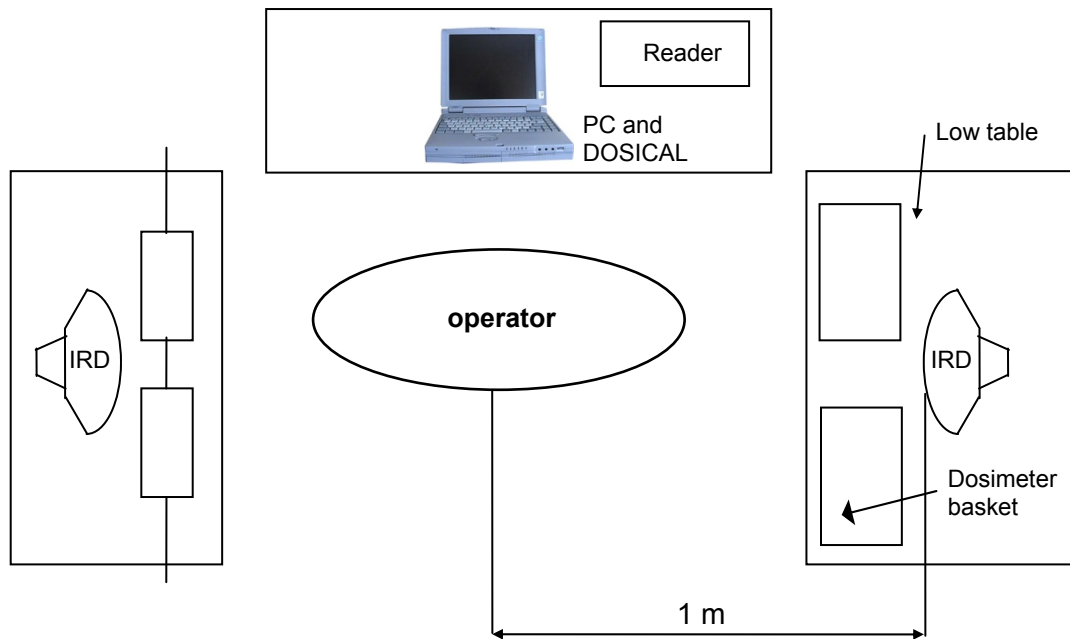 Reader
PC and
DOSICAL
Low table
operator
IRD
IRD
Dosimeter
basket
1 m